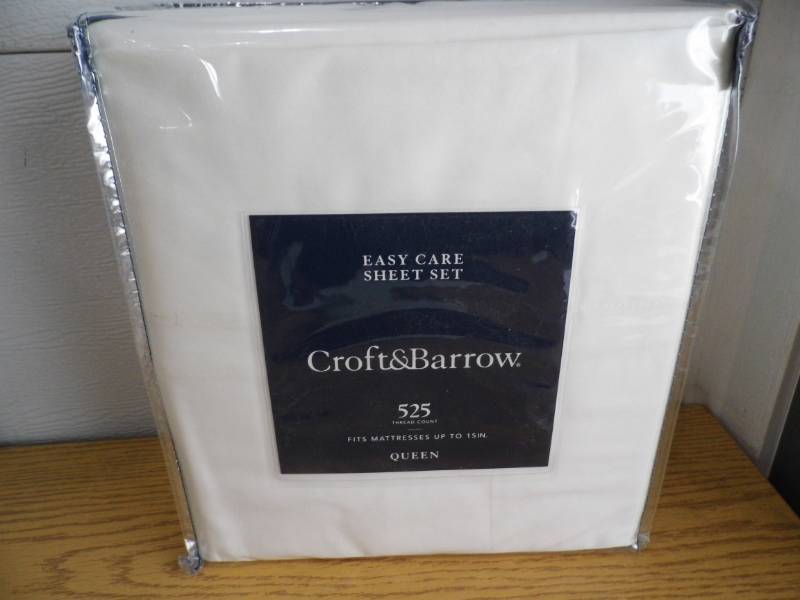 EASY CARE
SHEET SET
Croft&Barrow®
525
THREAD COUNT
FITS MATTRESSES UP TO 15IN.
QUEEN